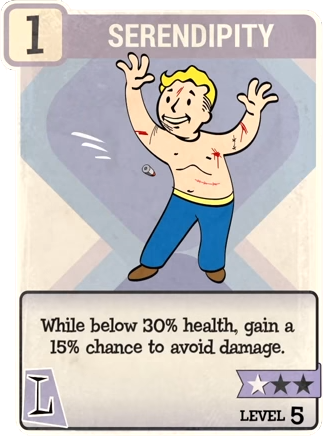 1
SERENDIPITY
While below 30% health, gain a
15% chance to avoid damage.
L
LEVEL 5